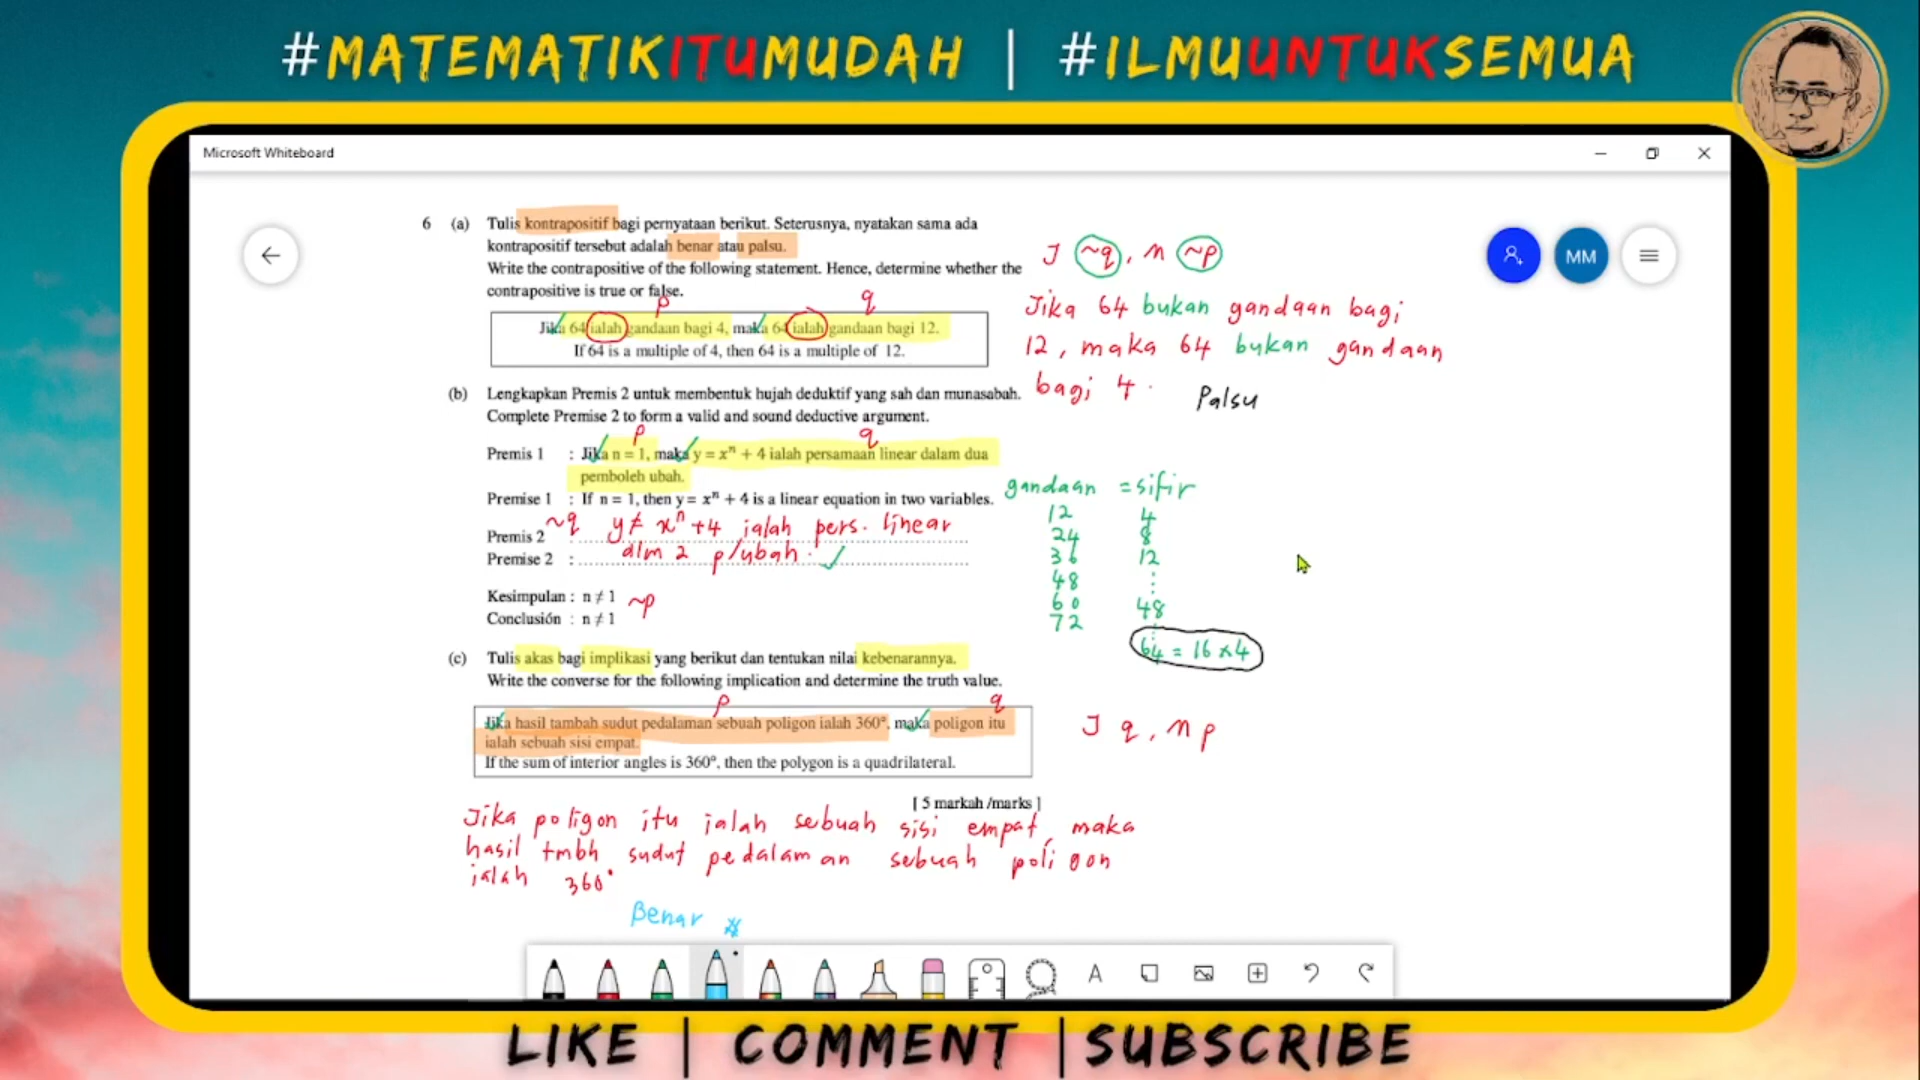 #MATEMATIKITUMUDAH | #ILMUUNTUKSEMUA
Microsoft Whiteboard
MM
6 (a) Tulis kontrapositif bagi pernyataan berikut. Seterusnya, nyatakan sama ada
kontrapositif tersebut adalah benar atau palsu.
Write the contrapositive of the following statement. Hence, determine whether the
contrapositive is true or false.
p q
Jika 64 ialah gandaan bagi 4, maka 64 ialah gandaan bagi 12.
If 64 is a multiple of 4, then 64 is a multiple of 12.
J ~q, m ~p
Jika 64 bukan gandaan bagi
12, maka 64 bukan gandaan
bagi 4.
Palsu
(b) Lengkapkan Premis 2 untuk membentuk hujah deduktif yang sah dan munasabah.
Complete Premise 2 to form a valid and sound deductive argument.
p q
Premis 1 : Jika n = 1, maka y = xⁿ + 4 ialah persamaan linear dalam dua
pemboleh ubah.
Premise 1 : If n = 1, then y = xⁿ + 4 is a linear equation in two variables.
~q y ≠ xⁿ + 4 ialah pers. linear
Premis 2
dlm 2 p/ubah.
Premise 2 :
Kesimpulan : n ≠ 1 ~p
Conclusión : n ≠ 1
gandaan = sifir
12 4
24 8
36 12
48 ⋮
60 48
72 ⋮
64 = 16 × 4
(c) Tulis akas bagi implikasi yang berikut dan tentukan nilai kebenarannya.
Write the converse for the following implication and determine the truth value.
p q
Jika hasil tambah sudut pedalaman sebuah poligon ialah 360°, maka poligon itu
ialah sebuah sisi empat.
If the sum of interior angles is 360°, then the polygon is a quadrilateral.
J q, m p
[ 5 markah /marks ]
Jika poligon itu ialah sebuah sisi empat, maka
hasil tmbh sudut pedalaman sebuah poligon
ialah 360°
Benar
A
LIKE | COMMENT | SUBSCRIBE